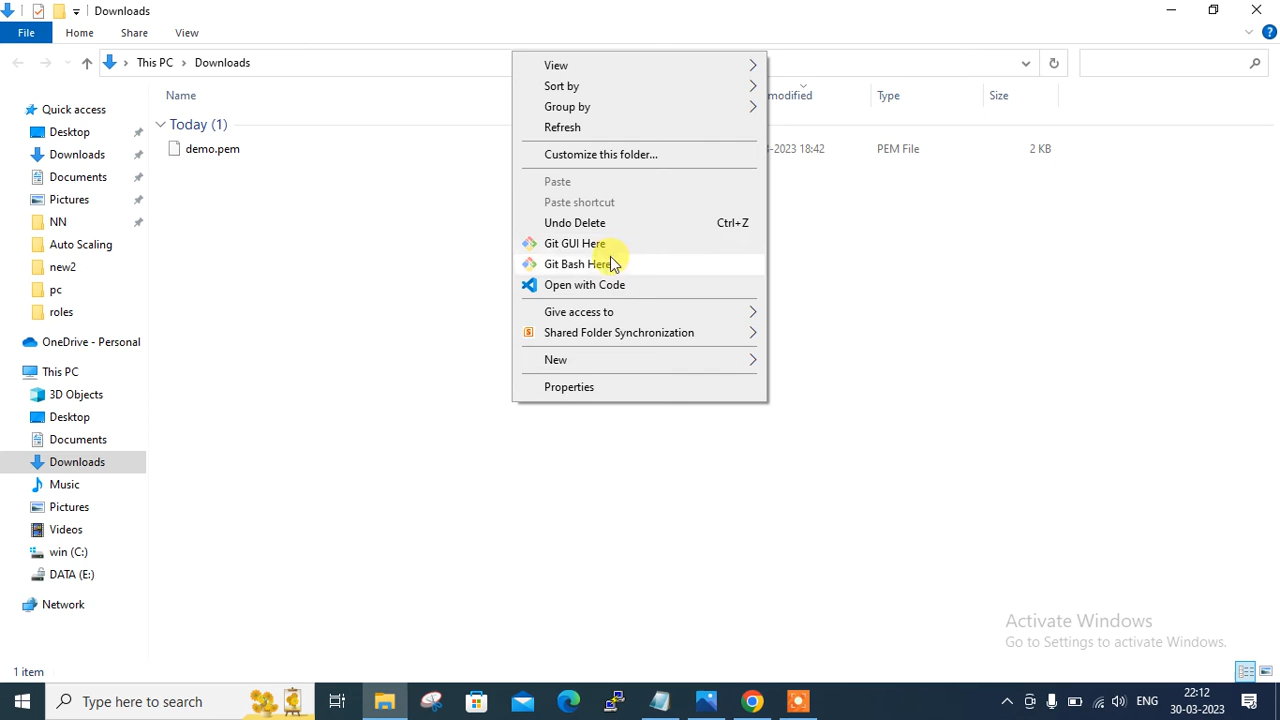 Downloads
File Home Share View
This PC Downloads
Name modified Type Size
Quick access
Desktop
Downloads
Documents
Pictures
NN
Auto Scaling
new2
pc
roles
OneDrive - Personal
This PC
3D Objects
Desktop
Documents
Downloads
Music
Pictures
Videos
win (C:)
DATA (E:)
Network
Today (1)
demo.pem -2023 18:42 PEM File 2 KB
View
Sort by
Group by
Refresh
Customize this folder...
Paste
Paste shortcut
Undo Delete Ctrl+Z
Git GUI Here
Git Bash Here
Open with Code
Give access to
Shared Folder Synchronization
New
Properties
Activate Windows
Go to Settings to activate Windows.
1 item
Type here to search
ENG
22:12
30-03-2023